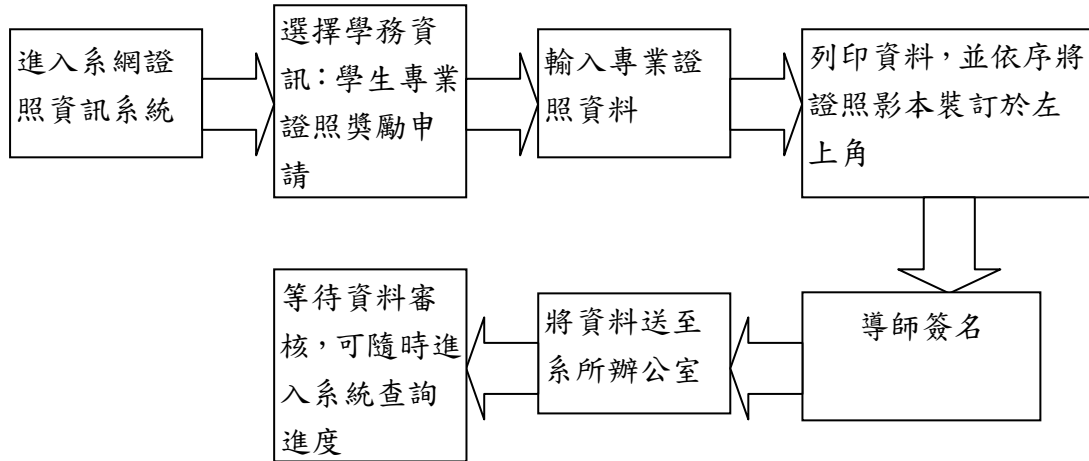 進入系網證
照資訊系統
選擇學務資
訊：學生專業
證照獎勵申
請
輸入專業證
照資料
列印資料，並依序將
證照影本裝訂於左
上角
導師簽名
將資料送至
系所辦公室
等待資料審
核，可隨時進
入系統查詢
進度